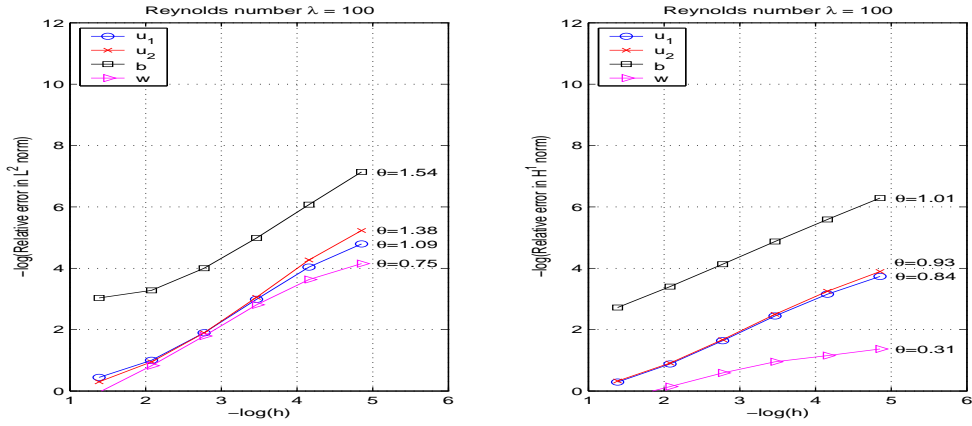 Reynolds number λ = 100
−log(Relative error in L² norm)
12
10
8
6
4
2
0
u₁
u₂
b
w
θ=1.54
θ=1.38
θ=1.09
θ=0.75
1 2 3 4 5 6
−log(h)
Reynolds number λ = 100
−log(Relative error in H¹ norm)
12
10
8
6
4
2
0
u₁
u₂
b
w
θ=1.01
θ=0.93
θ=0.84
θ=0.31
1 2 3 4 5 6
−log(h)